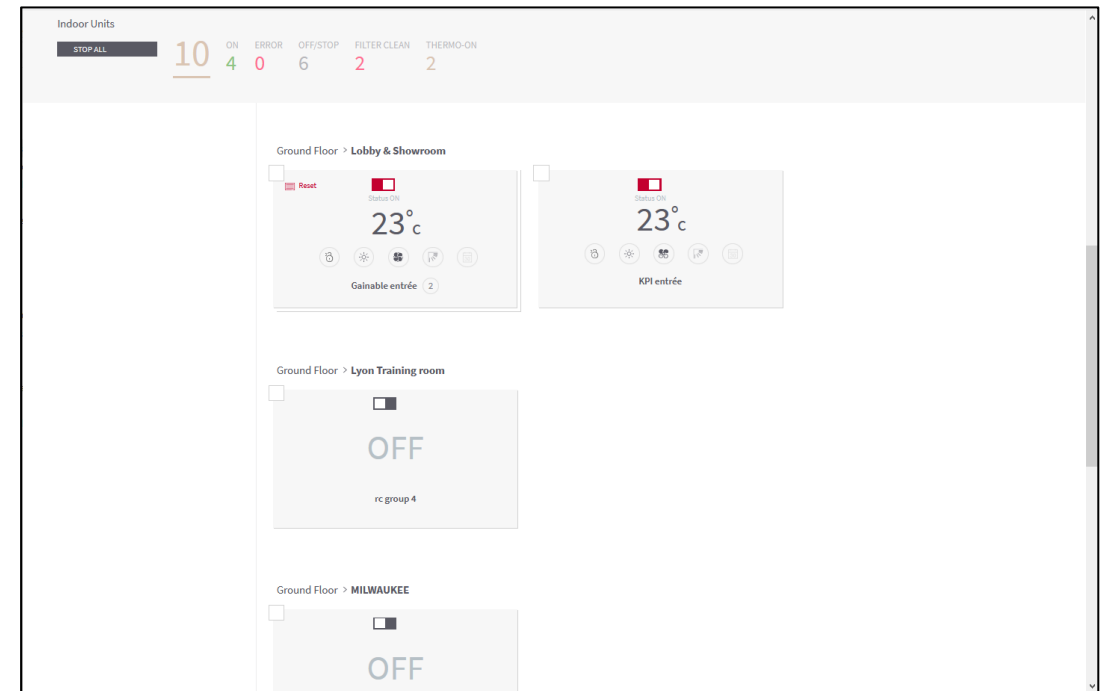 Indoor Units
STOP ALL
10
ON ERROR OFF/STOP FILTER CLEAN THERMO-ON
4 0 6 2 2
Ground Floor > Lobby & Showroom
Reset
Status ON
23°c
Gainable entrée 2
Status ON
23°c
KPI entrée
Ground Floor > Lyon Training room
OFF
rc group 4
Ground Floor > MILWAUKEE
OFF